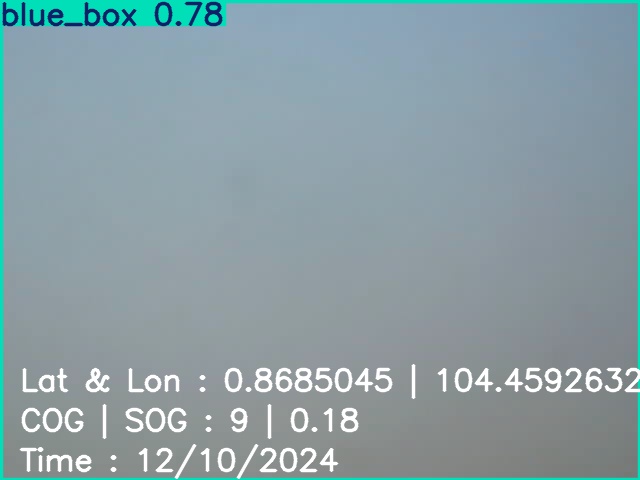 blue_box 0.78
Lat & Lon : 0.8685045 | 104.4592632
COG | SOG : 9 | 0.18
Time : 12/10/2024